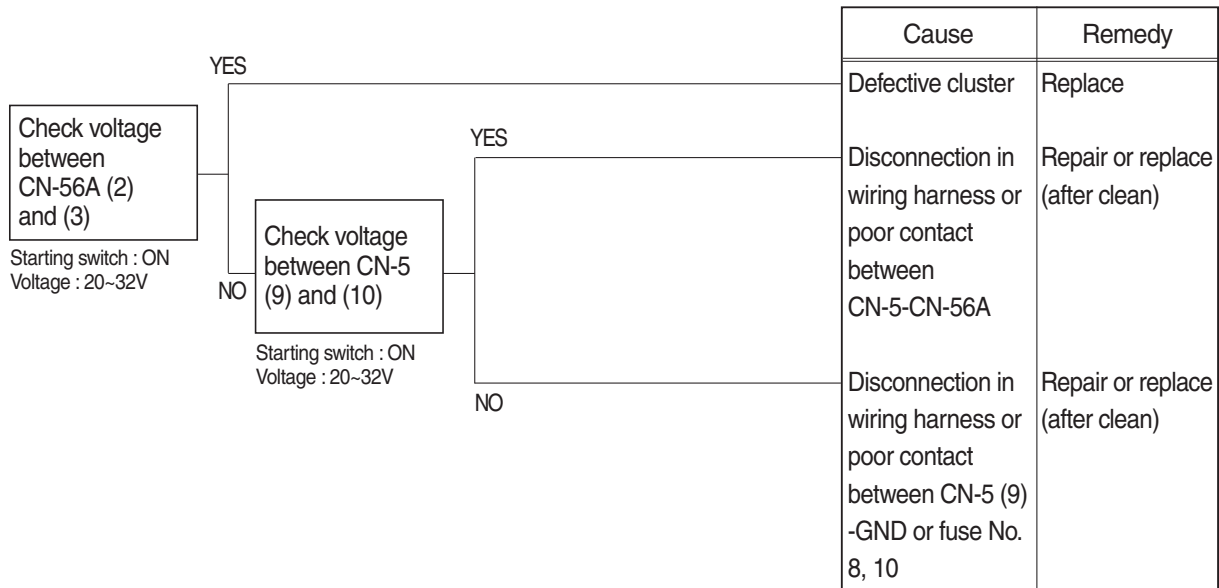 Cause
Remedy
YES
Defective cluster
Replace
Check voltage
between
CN-56A (2)
and (3)
Starting switch : ON
Voltage : 20~32V
YES
Disconnection in
wiring harness or
poor contact
between
CN-5-CN-56A
Repair or replace
(after clean)
NO
Check voltage
between CN-5
(9) and (10)
Starting switch : ON
Voltage : 20~32V
NO
Disconnection in
wiring harness or
poor contact
between CN-5 (9)
-GND or fuse No.
8, 10
Repair or replace
(after clean)